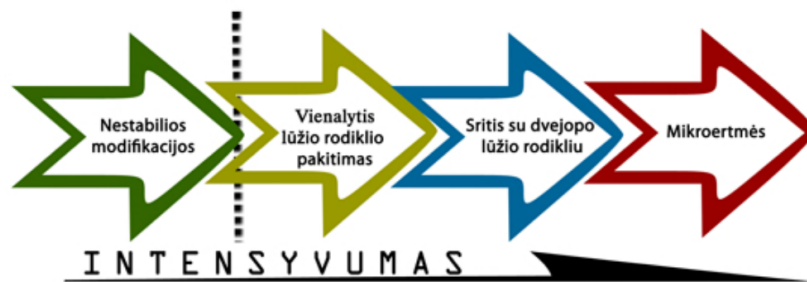 Nestabilios
modifikacijos
Vienalytis
lūžio rodiklio
pakitimas
Sritis su dvejopo
lūžio rodikliu
Mikroertmės
INTENSYVUMAS